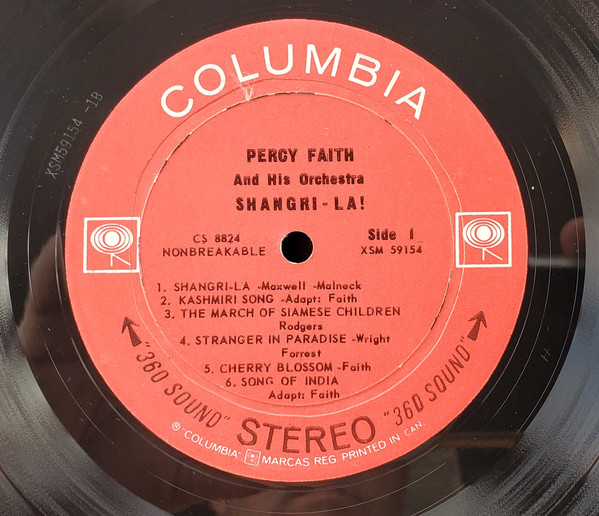 COLUMBIA
XSM59154 -1B
PERCY FAITH
And His Orchestra
SHANGRI-LA!
CS 8824
NONBREAKABLE
Side 1
XSM 59154
1. SHANGRI-LA -Maxwell -Malneck
2. KASHMIRI SONG -Adapt: Faith
3. THE MARCH OF SIAMESE CHILDREN
Rodgers
4. STRANGER IN PARADISE -Wright
Forrest
5. CHERRY BLOSSOM -Faith
6. SONG OF INDIA
Adapt: Faith
"360 SOUND" STEREO "360 SOUND"
® "COLUMBIA" MARCAS REG. PRINTED IN CAN.